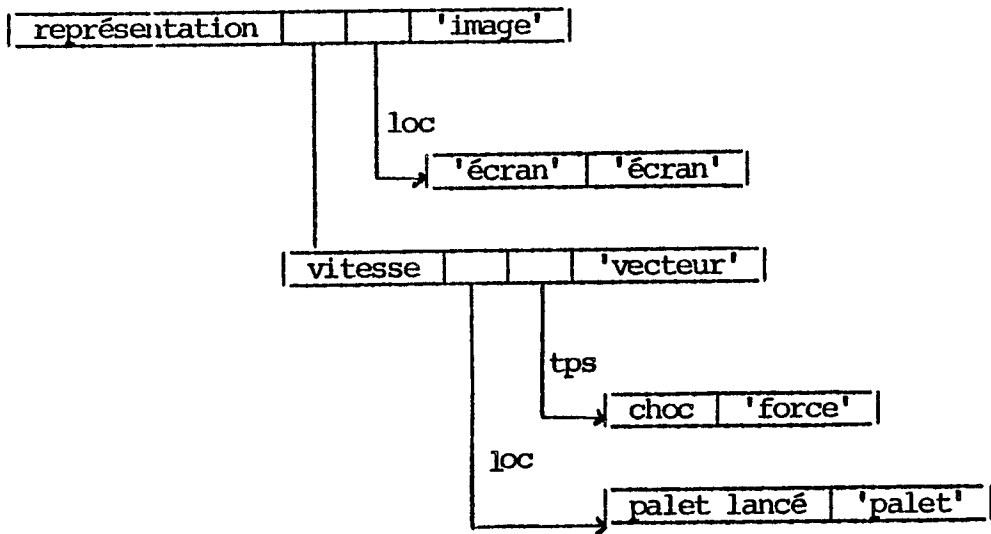 représentation 'image'
loc
'écran' 'écran'
vitesse 'vecteur'
tps
choc 'force'
loc
palet lancé 'palet'